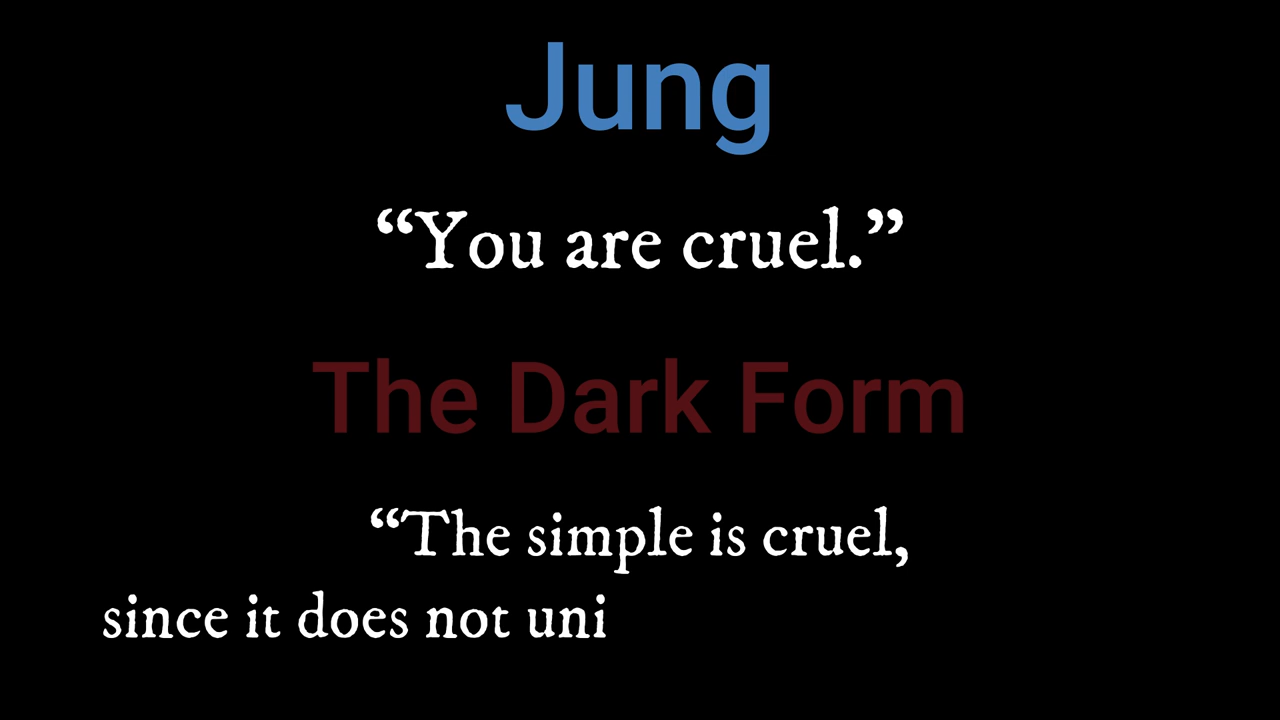 Jung
“You are cruel.”
The Dark Form
“The simple is cruel,
since it does not uni